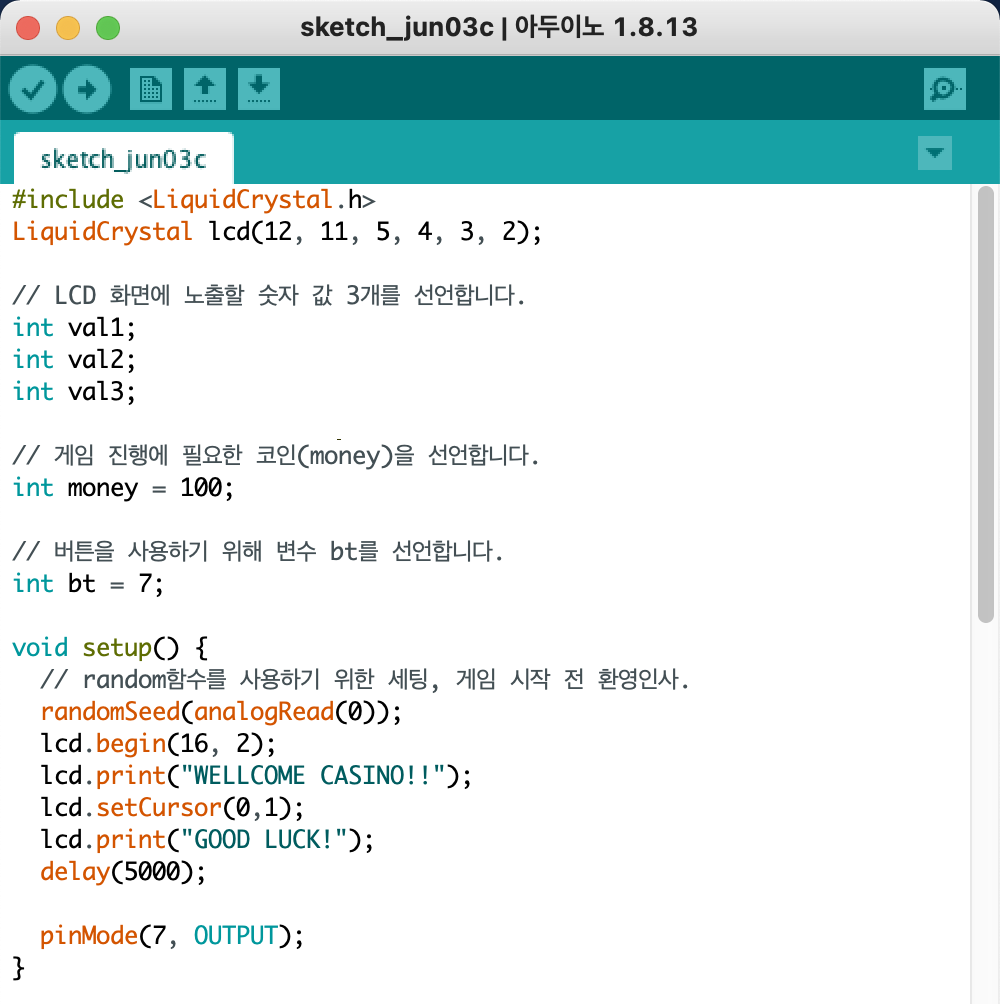 sketch_jun03c | 아두이노 1.8.13
sketch_jun03c
#include <LiquidCrystal.h>
LiquidCrystal lcd(12, 11, 5, 4, 3, 2);
// LCD 화면에 노출할 숫자 값 3개를 선언합니다.
int val1;
int val2;
int val3;
// 게임 진행에 필요한 코인(money)을 선언합니다.
int money = 100;
// 버튼을 사용하기 위해 변수 bt를 선언합니다.
int bt = 7;
void setup() {
  // random함수를 사용하기 위한 세팅, 게임 시작 전 환영인사.
  randomSeed(analogRead(0));
  lcd.begin(16, 2);
  lcd.print("WELLCOME CASINO!!");
  lcd.setCursor(0,1);
  lcd.print("GOOD LUCK!");
  delay(5000);
  pinMode(7, OUTPUT);
}